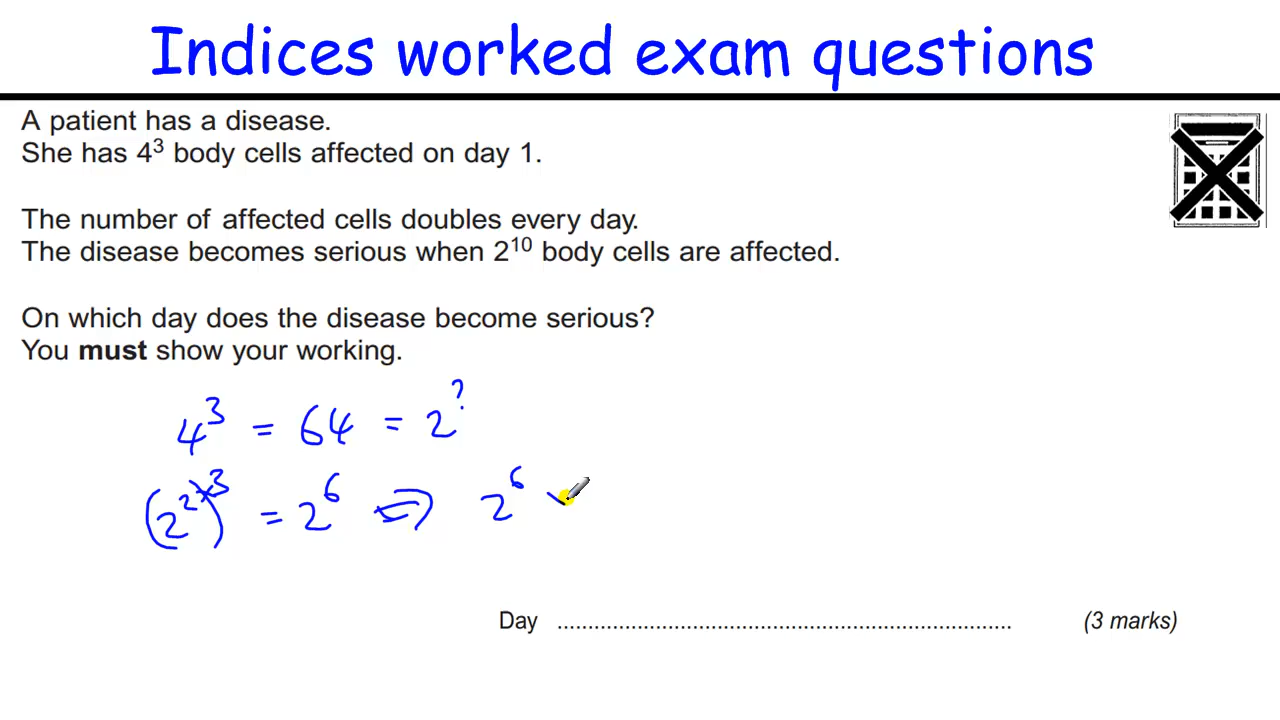 Indices worked exam questions
A patient has a disease.
She has 4³ body cells affected on day 1.
The number of affected cells doubles every day.
The disease becomes serious when 2¹⁰ body cells are affected.
On which day does the disease become serious?
You must show your working.
4³ = 64 = 2^?
(2²)^×3 = 2⁶ ⇒ 2⁶ ×
Day ....................................................................... (3 marks)